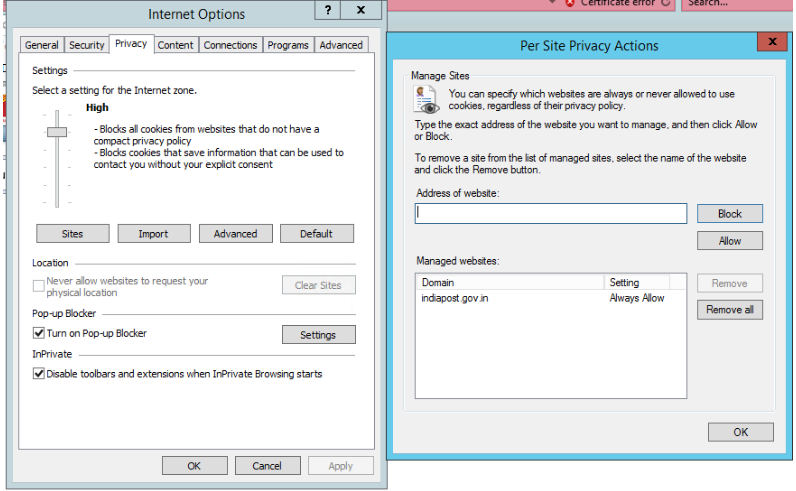 Internet Options
? x
General Security Privacy Content Connections Programs Advanced
Settings
Select a setting for the Internet zone.
High
- Blocks all cookies from websites that do not have a
compact privacy policy
- Blocks cookies that save information that can be used to
contact you without your explicit consent
Sites Import Advanced Default
Location
Never allow websites to request your
physical location
Clear Sites
Pop-up Blocker
Turn on Pop-up Blocker
Settings
InPrivate
Disable toolbars and extensions when InPrivate Browsing starts
OK Cancel Apply
Certificate error Search...
Per Site Privacy Actions
x
Manage Sites
You can specify which websites are always or never allowed to use
cookies, regardless of their privacy policy.
Type the exact address of the website you want to manage, and then click Allow
or Block.
To remove a site from the list of managed sites, select the name of the website
and click the Remove button.
Address of website:
Block
Allow
Managed websites:
Domain Setting
indiapost.gov.in Always Allow
Remove
Remove all
OK